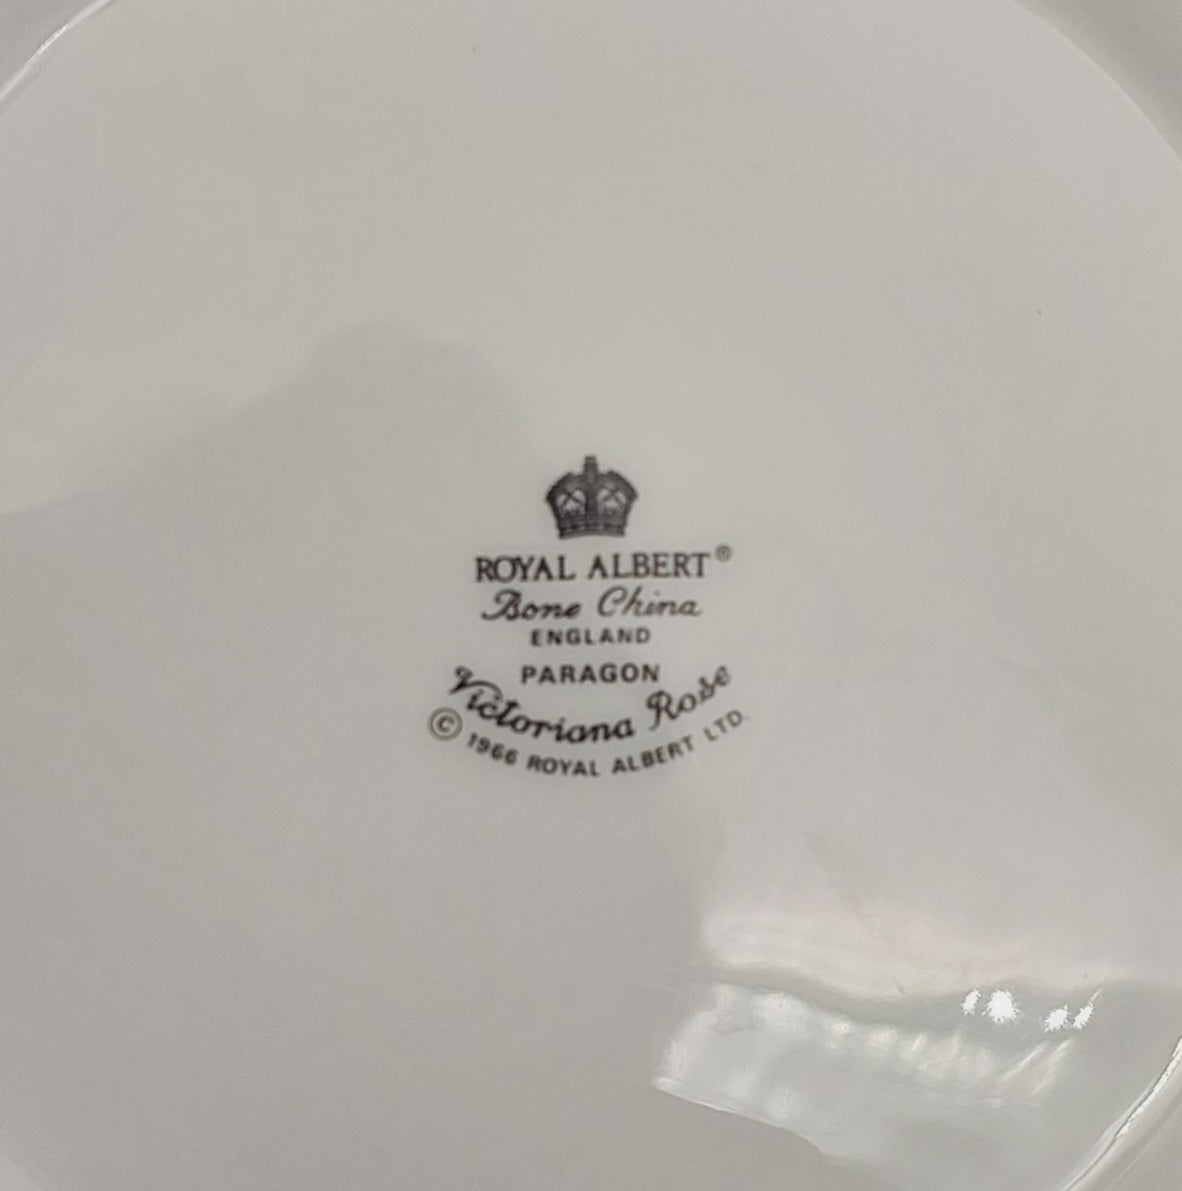 ROYAL ALBERT®
Bone China
ENGLAND
PARAGON
Victoriana Rose
© 1966 ROYAL ALBERT LTD.